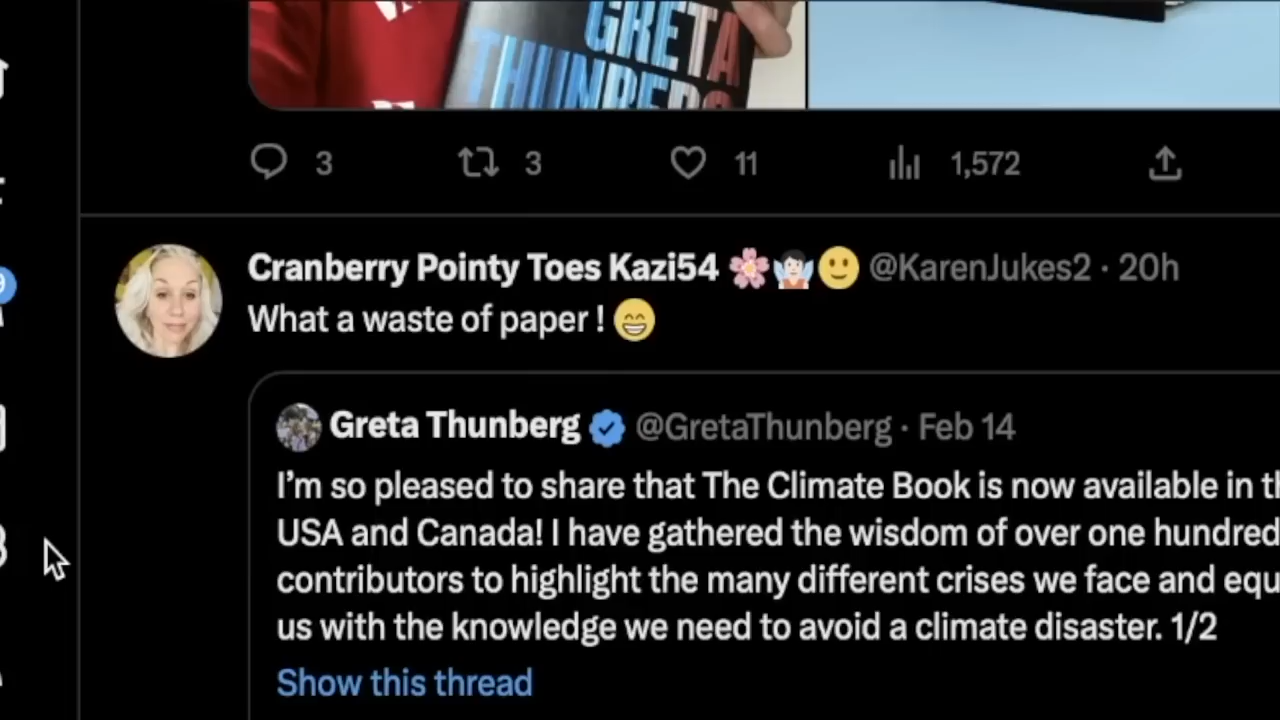 GRETA
THUNBERG
3 3 11 1,572
Cranberry Pointy Toes Kazi54 🌸🧚🏻🙂 @KarenJukes2 · 20h
What a waste of paper ! 😁
Greta Thunberg @GretaThunberg · Feb 14
I’m so pleased to share that The Climate Book is now available in th
USA and Canada! I have gathered the wisdom of over one hundred
contributors to highlight the many different crises we face and equ
us with the knowledge we need to avoid a climate disaster. 1/2
Show this thread